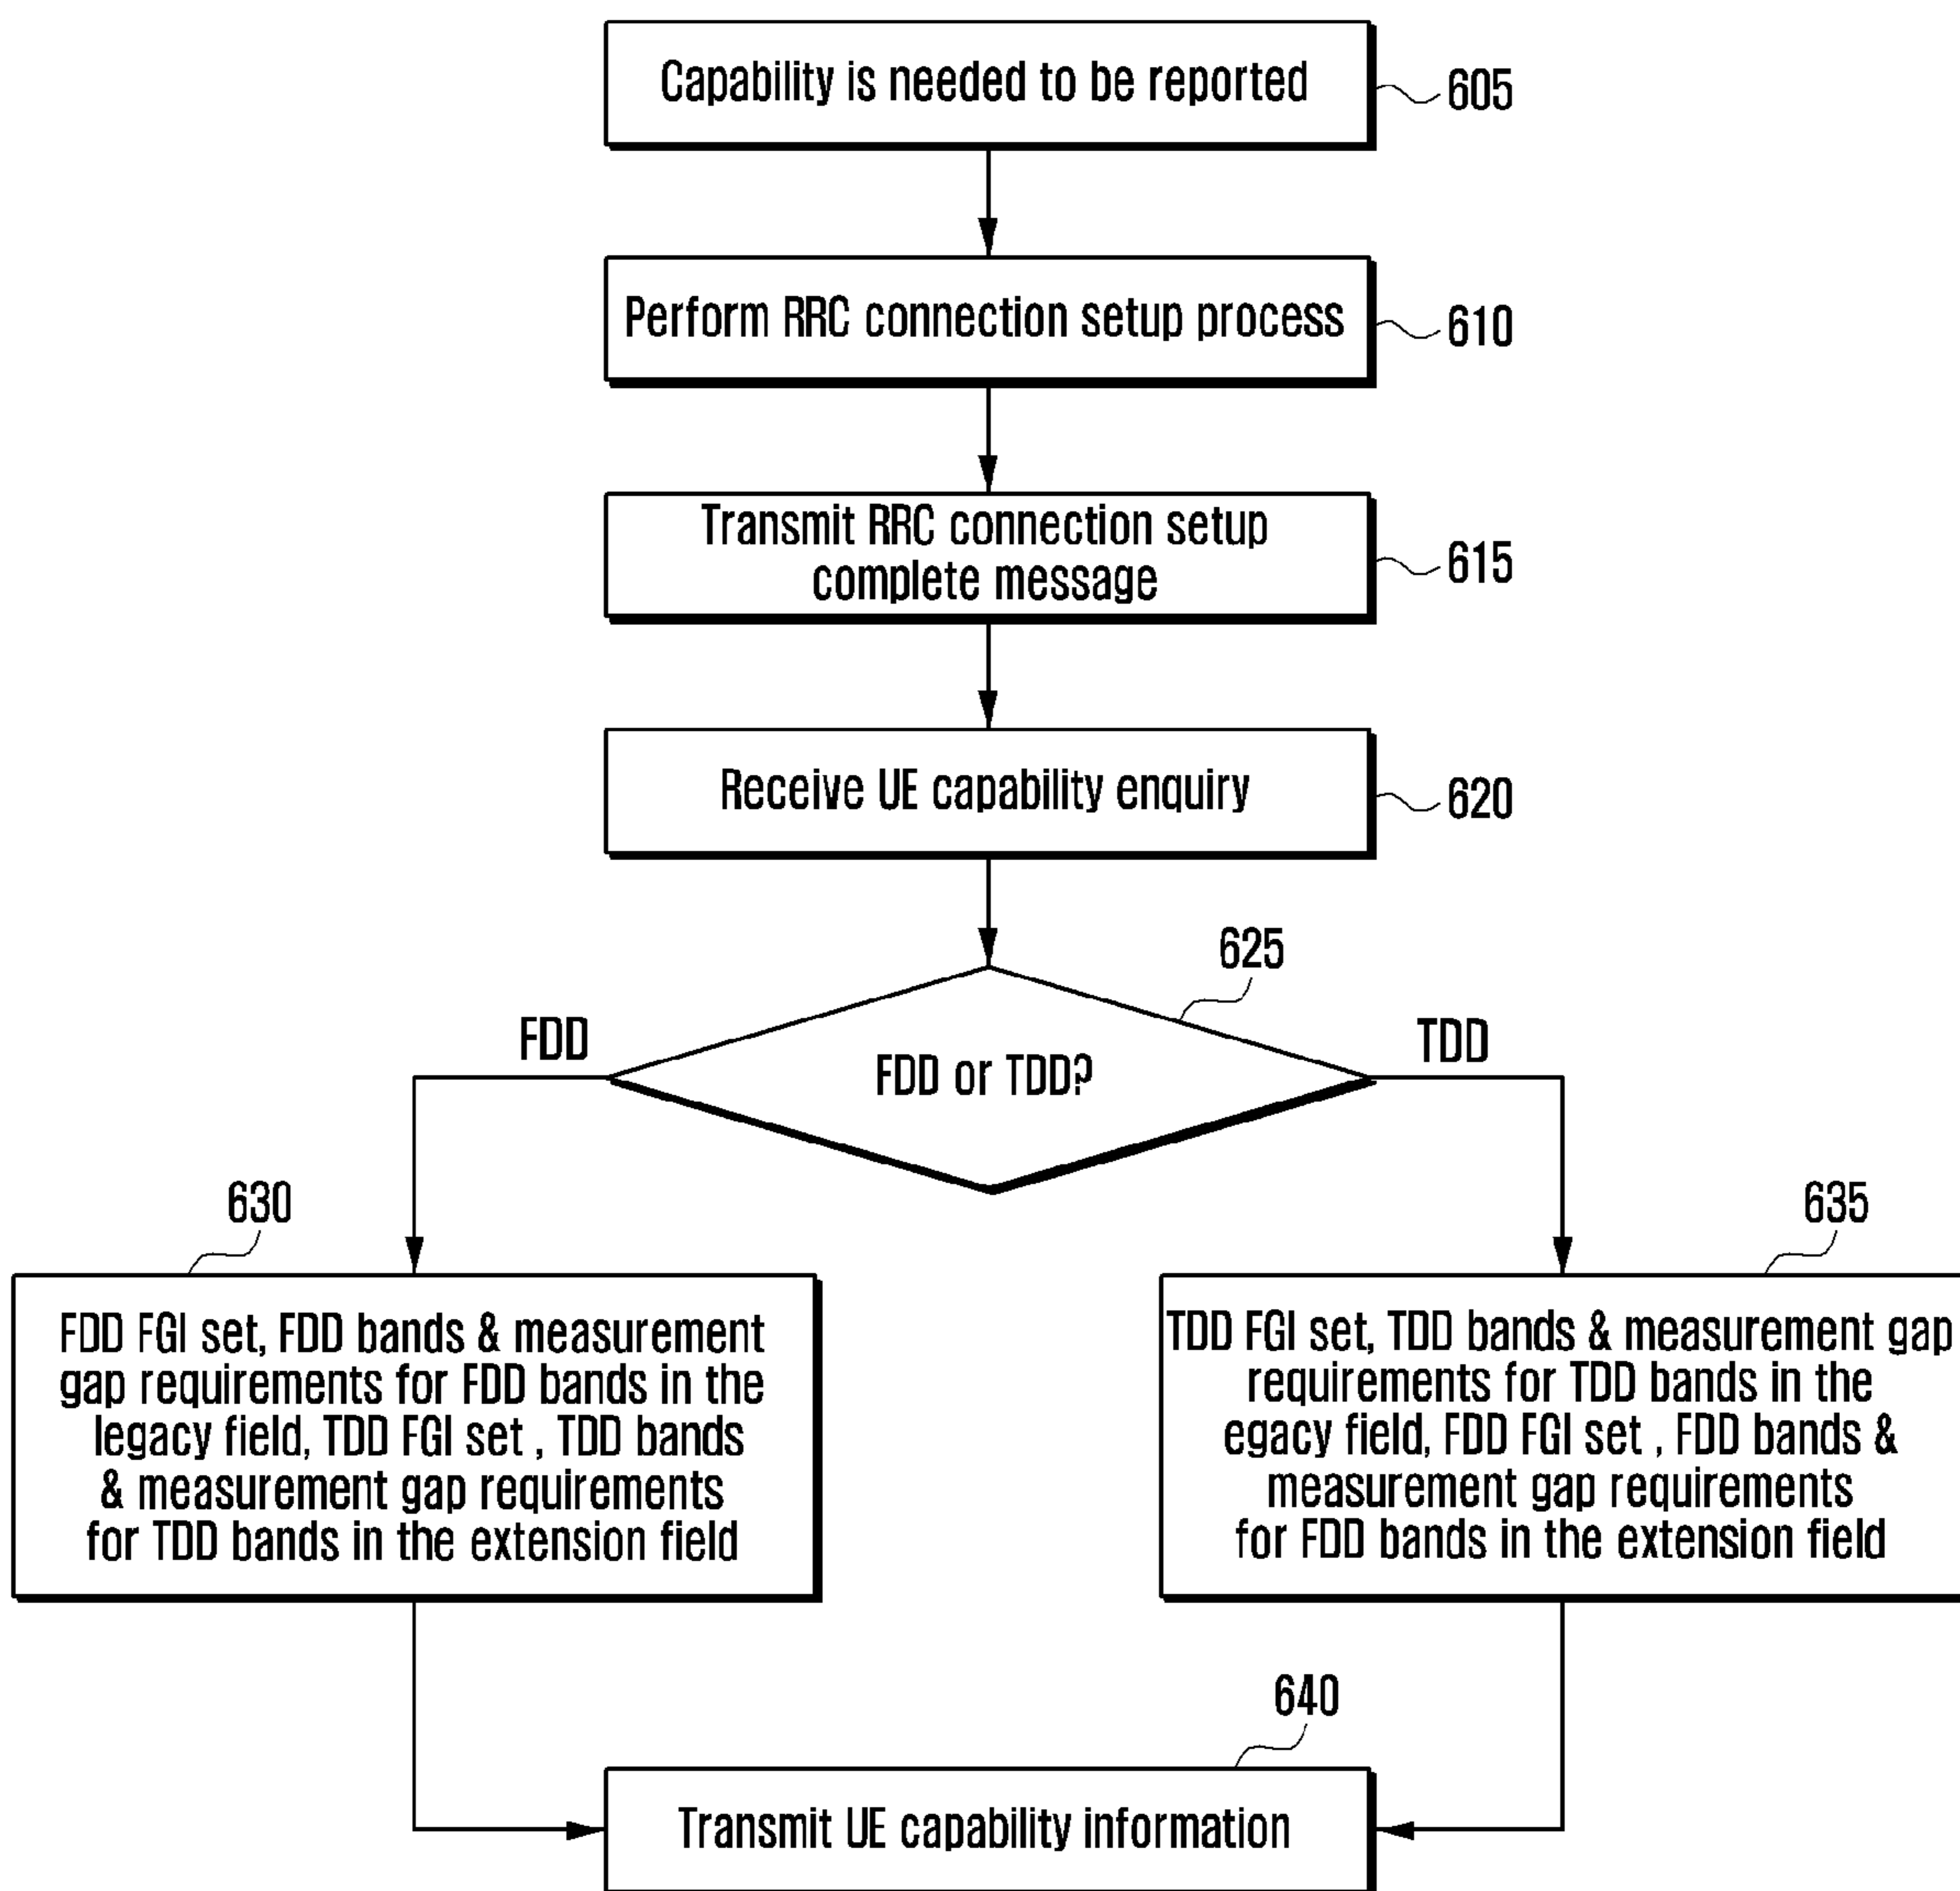 Capability is needed to be reported
605
Perform RRC connection setup process
610
Transmit RRC connection setup
complete message
615
Receive UE capability enquiry
620
625
FDD
FDD or TDD?
TDD
630
635
FDD FGI set, FDD bands & measurement
gap requirements for FDD bands in the
legacy field, TDD FGI set , TDD bands
& measurement gap requirements
for TDD bands in the extension field
TDD FGI set, TDD bands & measurement gap
requirements for TDD bands in the
egacy field, FDD FGI set , FDD bands &
measurement gap requirements
for FDD bands in the extension field
640
Transmit UE capability information